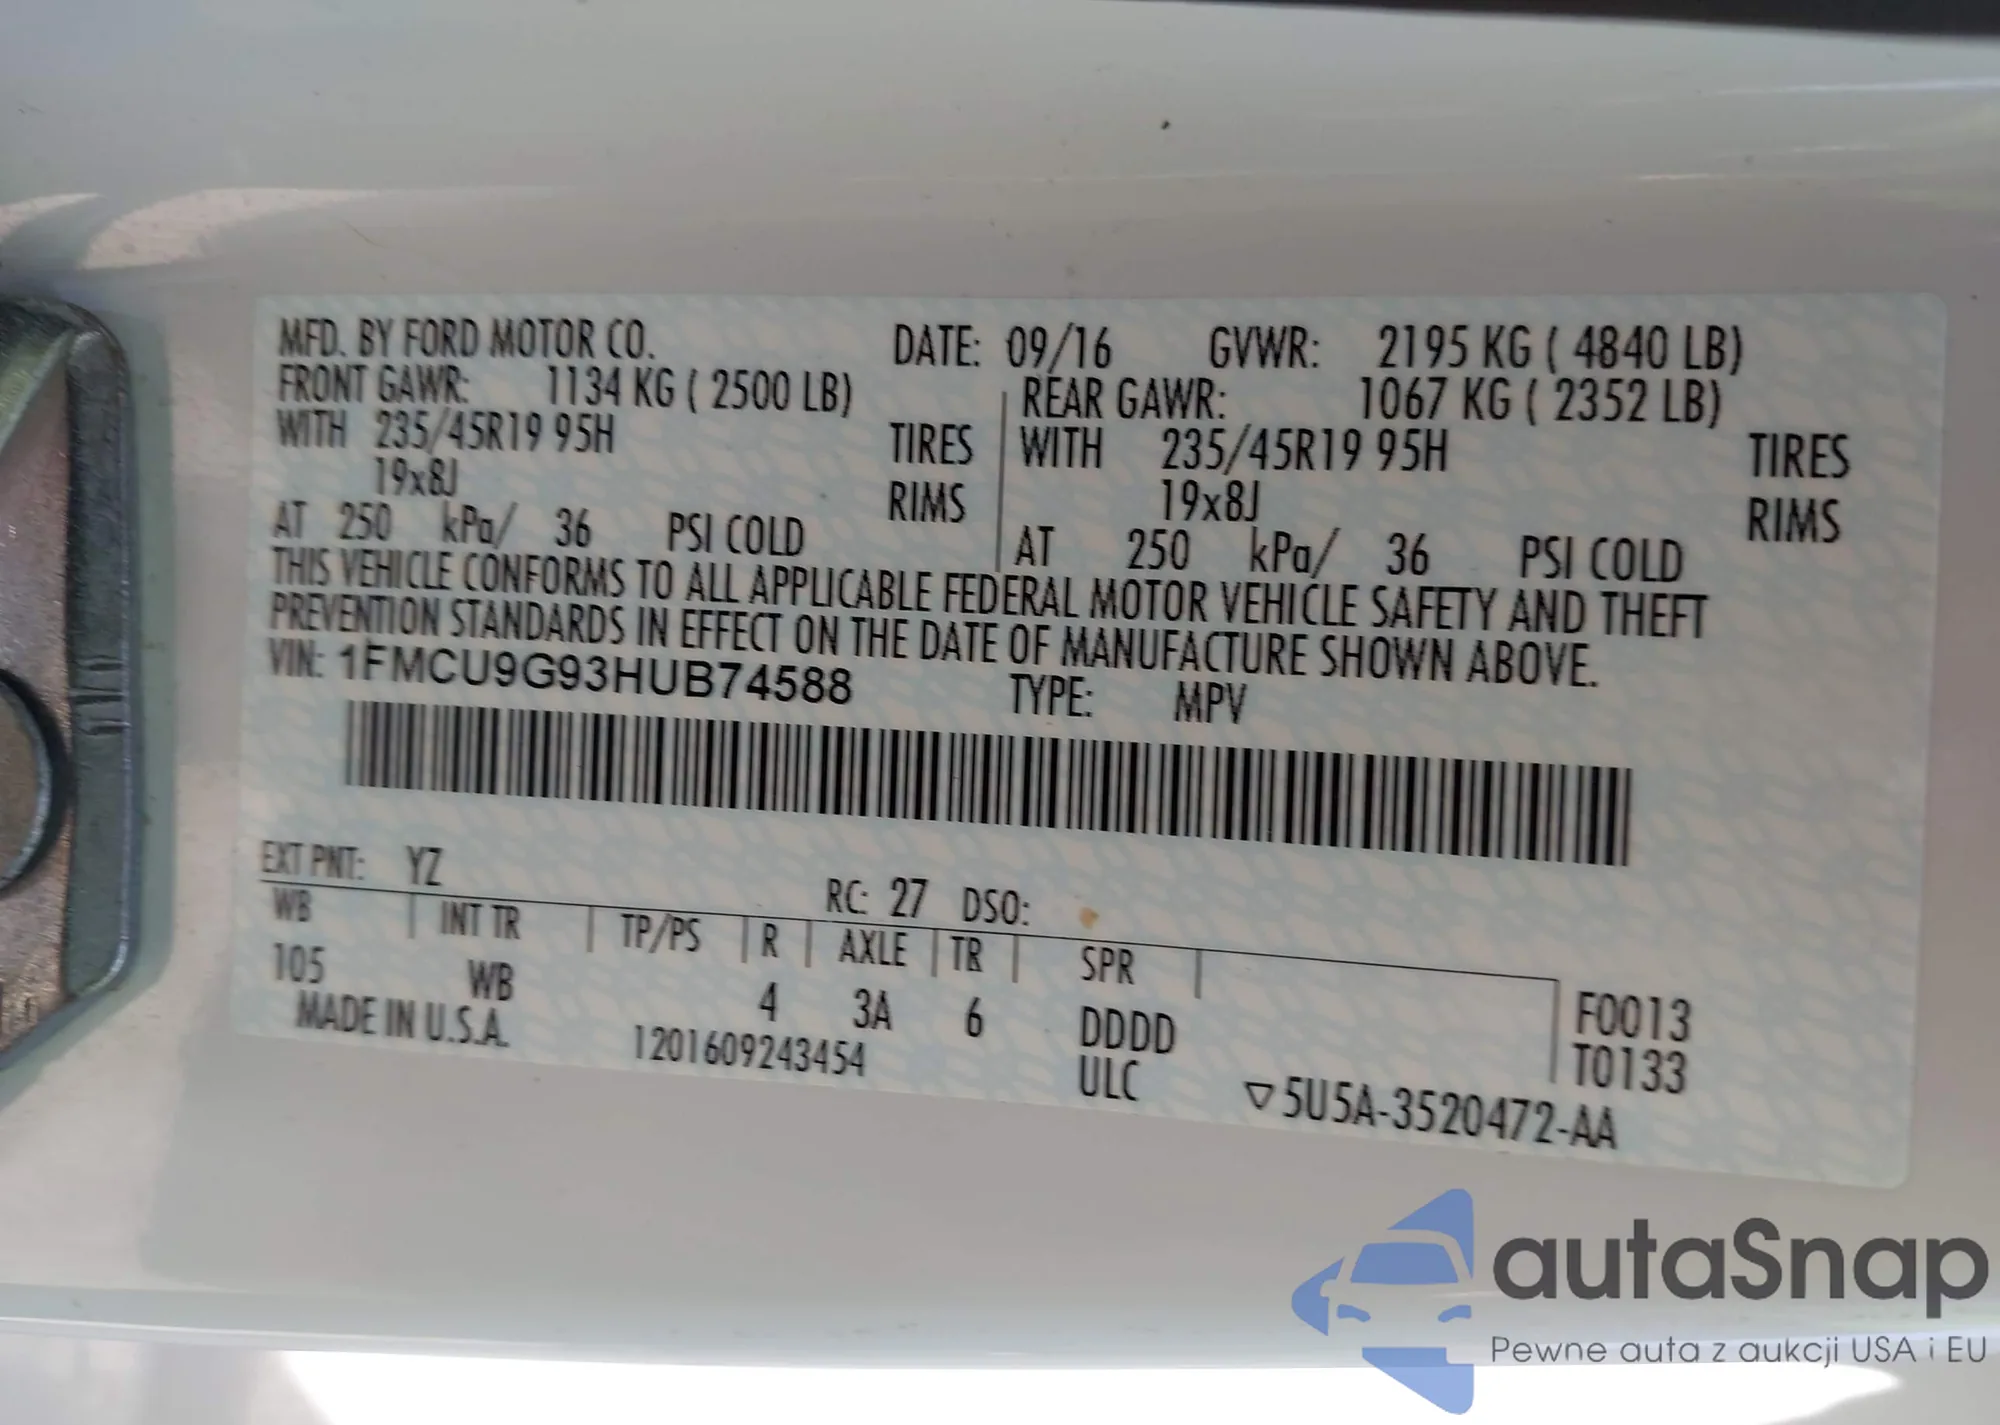 MFD. BY FORD MOTOR CO. DATE: 09/16 GVWR: 2195 KG ( 4840 LB)
FRONT GAWR: 1134 KG ( 2500 LB) REAR GAWR: 1067 KG ( 2352 LB)
WITH 235/45R19 95H TIRES WITH 235/45R19 95H TIRES
19x8J RIMS 19x8J RIMS
AT 250 kPa/ 36 PSI COLD AT 250 kPa/ 36 PSI COLD
THIS VEHICLE CONFORMS TO ALL APPLICABLE FEDERAL MOTOR VEHICLE SAFETY AND THEFT
PREVENTION STANDARDS IN EFFECT ON THE DATE OF MANUFACTURE SHOWN ABOVE.
VIN: 1FMCU9G93HUB74588 TYPE: MPV
EXT PNT: YZ RC: 27 DSO:
WB INT TR TP/PS R AXLE TR SPR
105 WB 4 3A 6 DDDD F0013
MADE IN U.S.A. 1201609243454 ULC T0133
▽5U5A-3520472-AA
autaSnap
Pewne auta z aukcji USA i EU